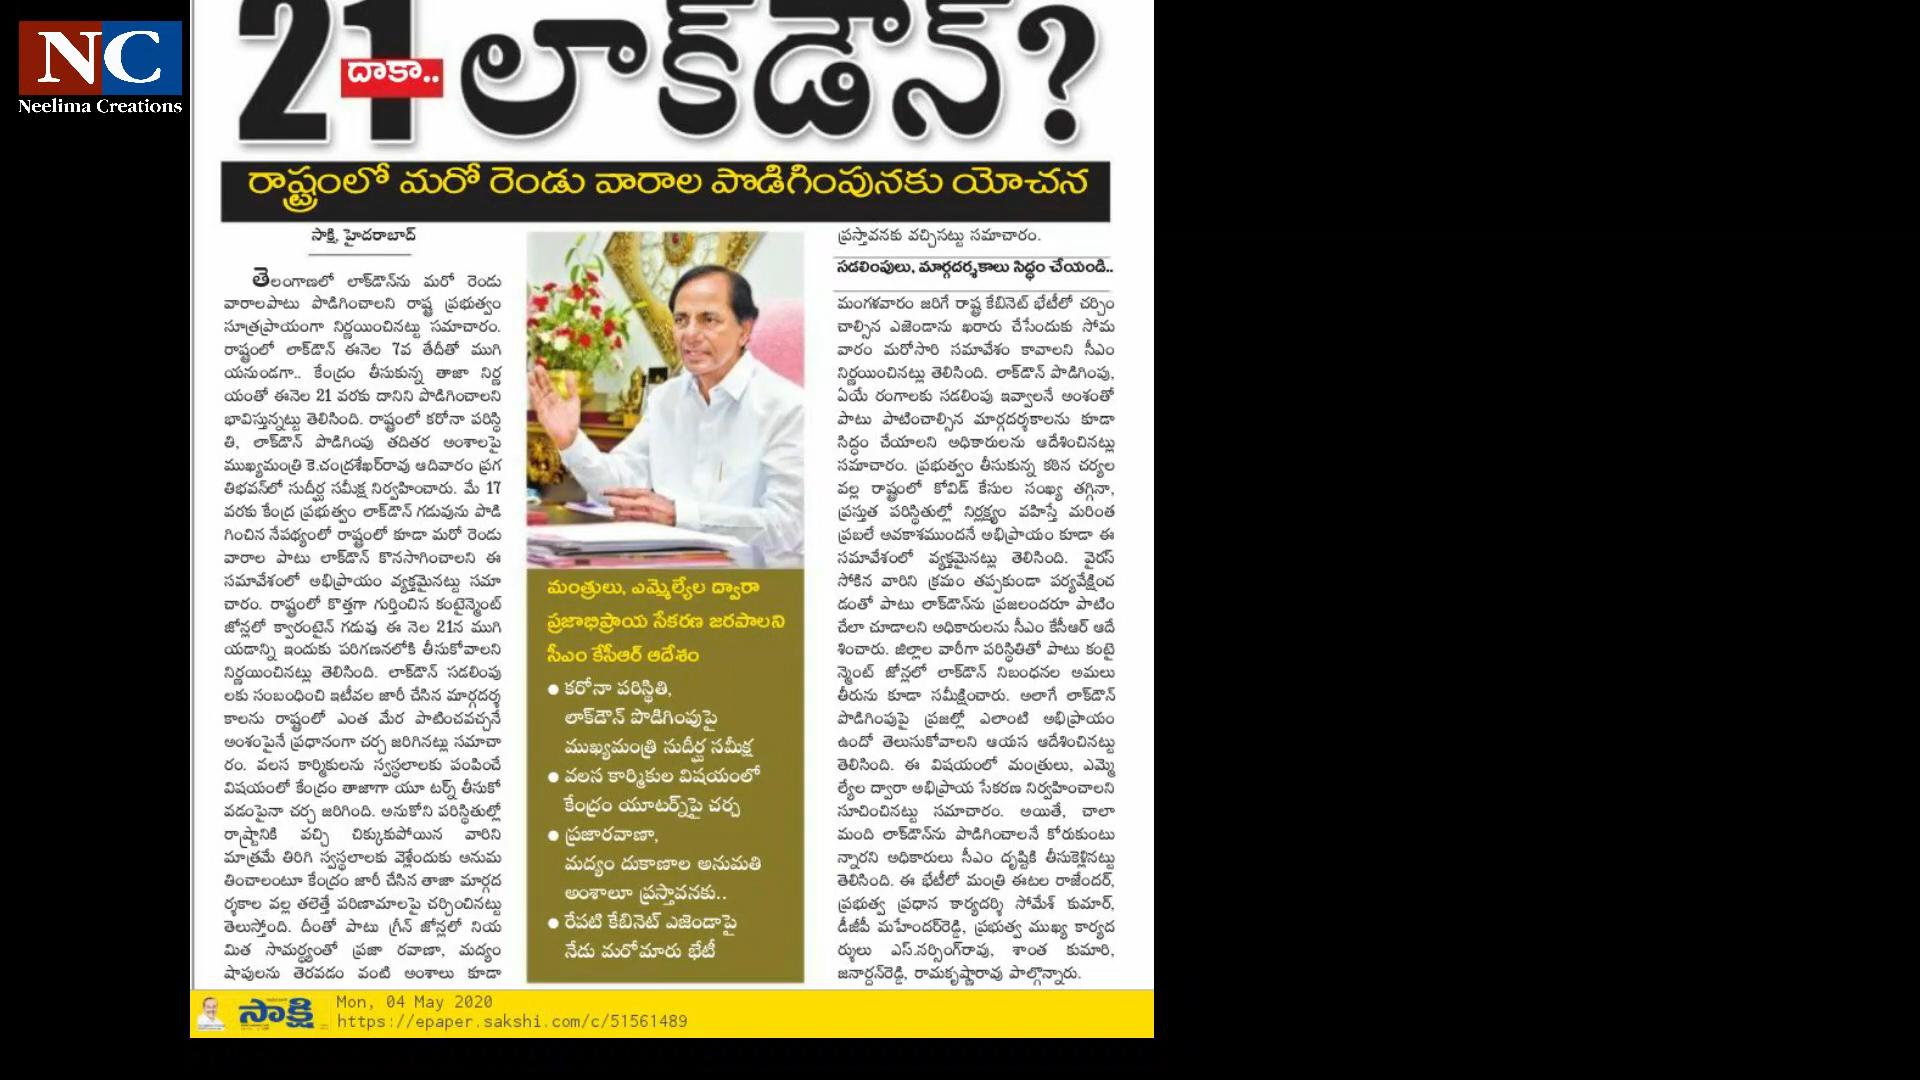 NC
Neelima Creations
21 దాకా.. లాక్‌డౌన్?
రాష్ట్రంలో మరో రెండు వారాల పొడిగింపునకు యోచన
సాక్షి, హైదరాబాద్
తెలంగాణలో లాక్‌డౌన్‌ను మరో రెండు
వారాలపాటు పొడిగించాలని రాష్ట్ర ప్రభుత్వం
సూత్రప్రాయంగా నిర్ణయించినట్టు సమాచారం.
రాష్ట్రంలో లాక్‌డౌన్ ఈనెల 7వ తేదీతో ముగి
యనుండగా.. కేంద్రం తీసుకున్న తాజా నిర్ణ
యంతో ఈనెల 21 వరకు దానిని పొడిగించాలని
భావిస్తున్నట్టు తెలిసింది. రాష్ట్రంలో కరోనా పరిస్థి
తి, లాక్‌డౌన్ పొడిగింపు తదితర అంశాలపై
ముఖ్యమంత్రి కె.చంద్రశేఖర్‌రావు ఆదివారం ప్రగ
తిభవన్‌లో సుదీర్ఘ సమీక్ష నిర్వహించారు. మే 17
వరకు కేంద్ర ప్రభుత్వం లాక్‌డౌన్ గడువును పొడి
గించిన నేపథ్యంలో రాష్ట్రంలో కూడా మరో రెండు
వారాల పాటు లాక్‌డౌన్ కొనసాగించాలని ఈ
సమావేశంలో అభిప్రాయం వ్యక్తమైనట్టు సమా
చారం. రాష్ట్రంలో కొత్తగా గుర్తించిన కంటైన్మెంట్
జోన్లలో క్వారంటైన్ గడువు ఈ నెల 21న ముగి
యడాన్ని ఇందుకు పరిగణనలోకి తీసుకోవాలని
నిర్ణయించినట్లు తెలిసింది. లాక్‌డౌన్ సడలింపు
లకు సంబంధించి ఇటీవల జారీ చేసిన మార్గదర్శ
కాలను రాష్ట్రంలో ఎంత మేర పాటించవచ్చనే
అంశంపైనే ప్రధానంగా చర్చ జరిగినట్లు సమాచా
రం. వలస కార్మికులను స్వస్థలాలకు పంపించే
విషయంలో కేంద్రం తాజాగా యూ టర్న్ తీసుకో
వడంపైనా చర్చ జరిగింది. అనుకోని పరిస్థితుల్లో
రాష్ట్రానికి వచ్చి చిక్కుకుపోయిన వారిని
మాత్రమే తిరిగి స్వస్థలాలకు వెళ్లేందుకు అనుమ
తించాలంటూ కేంద్రం జారీ చేసిన తాజా మార్గద
ర్శకాల వల్ల తలెత్తే పరిణామాలపై చర్చించినట్టు
తెలుస్తోంది. దీంతో పాటు గ్రీన్ జోన్లలో నియ
మిత సామర్థ్యంతో ప్రజా రవాణా, మద్యం
షాపులను తెరవడం వంటి అంశాలు కూడా
మంత్రులు, ఎమ్మెల్యేల ద్వారా
ప్రజాభిప్రాయ సేకరణ జరపాలని
సీఎం కేసీఆర్ ఆదేశం
● కరోనా పరిస్థితి,
లాక్‌డౌన్ పొడిగింపుపై
ముఖ్యమంత్రి సుదీర్ఘ సమీక్ష
● వలస కార్మికుల విషయంలో
కేంద్రం యూటర్న్‌పై చర్చ
● ప్రజారవాణా,
మద్యం దుకాణాల అనుమతి
అంశాలూ ప్రస్తావనకు..
● రేపటి కేబినెట్ ఎజెండాపై
నేడు మరోమారు భేటీ
ప్రస్తావనకు వచ్చినట్టు సమాచారం.
సడలింపులు, మార్గదర్శకాలు సిద్ధం చేయండి..
మంగళవారం జరిగే రాష్ట్ర కేబినెట్ భేటీలో చర్చిం
చాల్సిన ఎజెండాను ఖరారు చేసేందుకు సోమ
వారం మరోసారి సమావేశం కావాలని సీఎం
నిర్ణయించినట్లు తెలిసింది. లాక్‌డౌన్ పొడిగింపు,
ఏయే రంగాలకు సడలింపు ఇవ్వాలనే అంశంతో
పాటు పాటించాల్సిన మార్గదర్శకాలను కూడా
సిద్ధం చేయాలని అధికారులను ఆదేశించినట్లు
సమాచారం. ప్రభుత్వం తీసుకున్న కఠిన చర్యల
వల్ల రాష్ట్రంలో కోవిడ్ కేసుల సంఖ్య తగ్గినా,
ప్రస్తుత పరిస్థితుల్లో నిర్లక్ష్యం వహిస్తే మరింత
ప్రబలే అవకాశముందనే అభిప్రాయం కూడా ఈ
సమావేశంలో వ్యక్తమైనట్లు తెలిసింది. వైరస్
సోకిన వారిని క్రమం తప్పకుండా పర్యవేక్షించ
డంతో పాటు లాక్‌డౌన్‌ను ప్రజలందరూ పాటిం
చేలా చూడాలని అధికారులను సీఎం కేసీఆర్ ఆదే
శించారు. జిల్లాల వారీగా పరిస్థితితో పాటు కంటై
న్మెంట్ జోన్లలో లాక్‌డౌన్ నిబంధనల అమలు
తీరును కూడా సమీక్షించారు. అలాగే లాక్‌డౌన్
పొడిగింపుపై ప్రజల్లో ఎలాంటి అభిప్రాయం
ఉందో తెలుసుకోవాలని ఆయన ఆదేశించినట్టు
తెలిసింది. ఈ విషయంలో మంత్రులు, ఎమ్మె
ల్యేల ద్వారా అభిప్రాయ సేకరణ నిర్వహించాలని
సూచించినట్టు సమాచారం. అయితే, చాలా
మంది లాక్‌డౌన్‌ను పొడిగించాలనే కోరుకుంటు
న్నారని అధికారులు సీఎం దృష్టికి తీసుకెళ్లినట్టు
తెలిసింది. ఈ భేటీలో మంత్రి ఈటల రాజేందర్,
ప్రభుత్వ ప్రధాన కార్యదర్శి సోమేశ్ కుమార్,
డీజీపీ మహేందర్‌రెడ్డి, ప్రభుత్వ ముఖ్య కార్యద
ర్శులు ఎస్.నర్సింగ్‌రావు, శాంత కుమారి,
జనార్దన్‌రెడ్డి, రామకృష్ణారావు పాల్గొన్నారు.
సాక్షి
Mon, 04 May 2020
https://epaper.sakshi.com/c/51561489